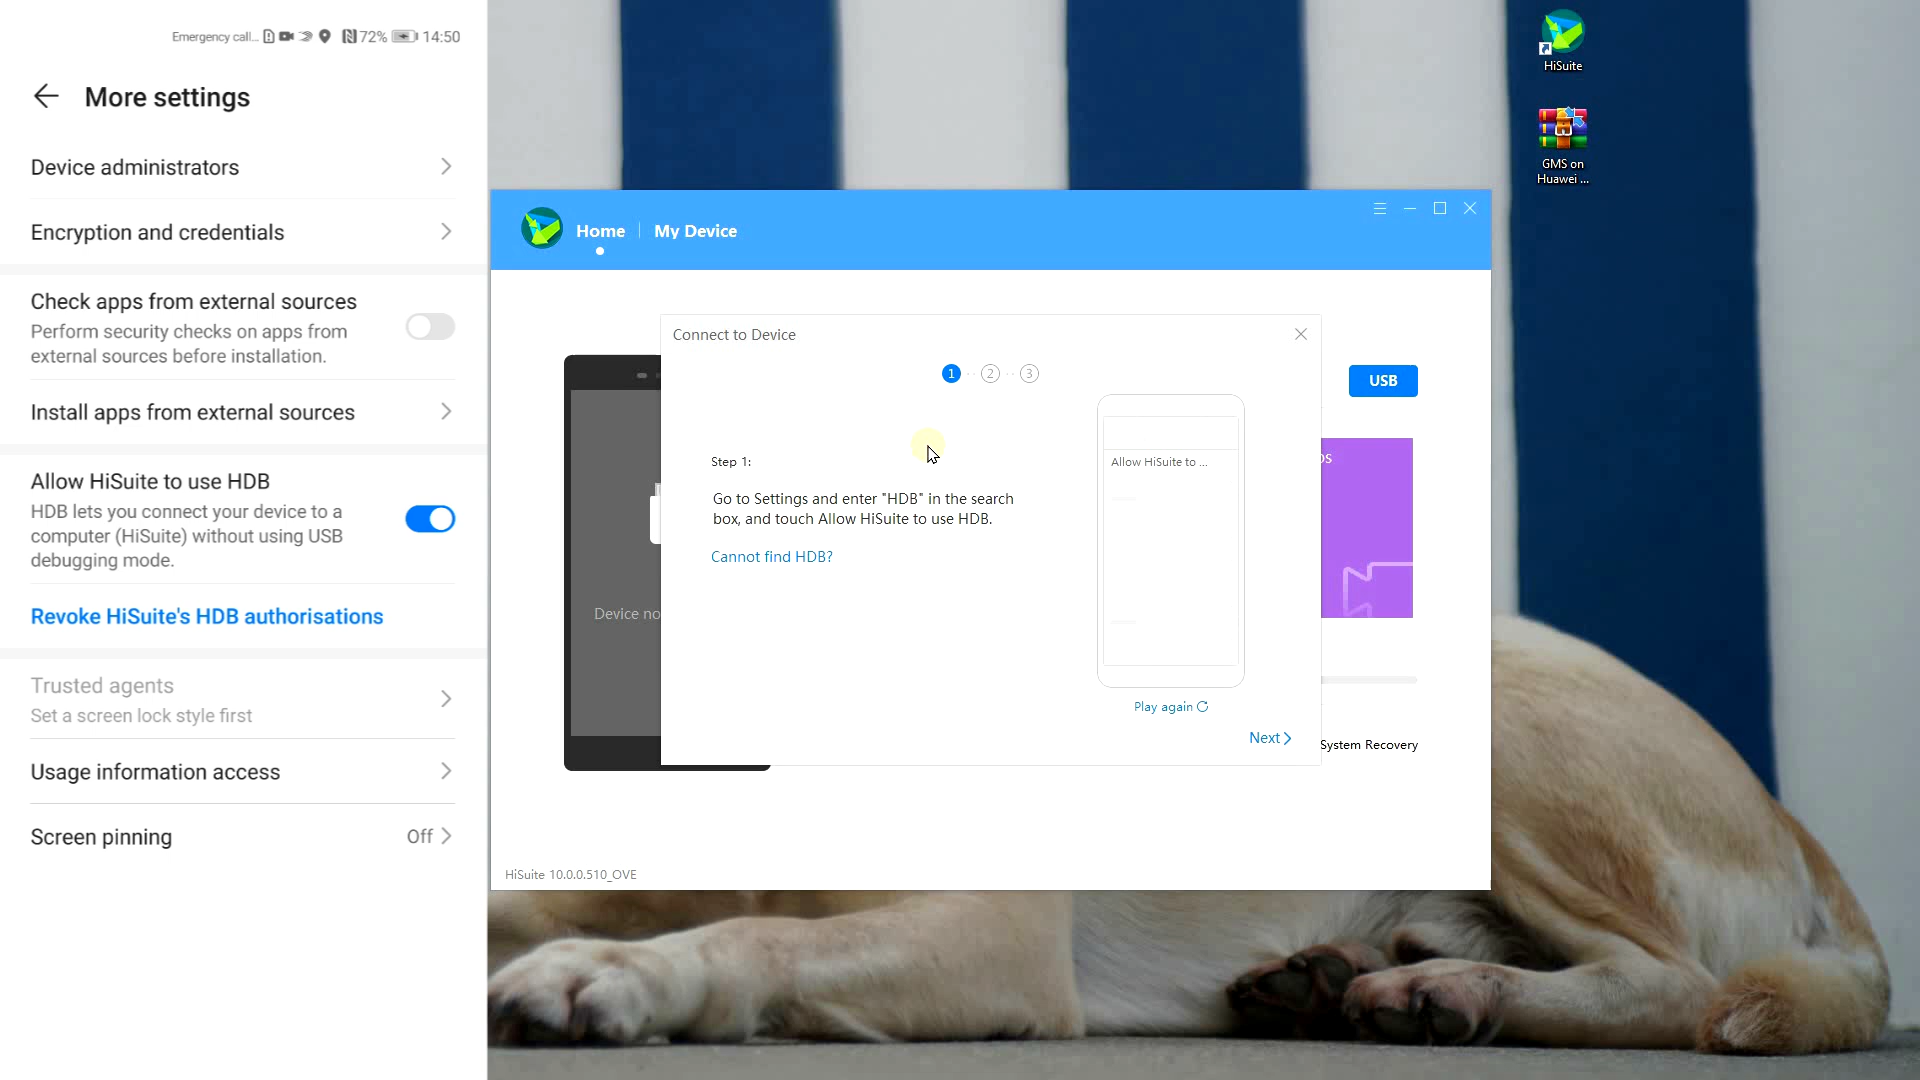 Emergency call... 72% 14:50
More settings
Device administrators
Encryption and credentials
Check apps from external sources
Perform security checks on apps from
external sources before installation.
Install apps from external sources
Allow HiSuite to use HDB
HDB lets you connect your device to a
computer (HiSuite) without using USB
debugging mode.
Revoke HiSuite's HDB authorisations
Trusted agents
Set a screen lock style first
Usage information access
Screen pinning Off
Home My Device
Connect to Device
1 2 3
USB
Step 1:
Go to Settings and enter "HDB" in the search
box, and touch Allow HiSuite to use HDB.
Cannot find HDB?
Allow HiSuite to ...
Play again
Next
Device no
System Recovery
HiSuite 10.0.0.510_OVE
HiSuite
GMS on
Huawei ...